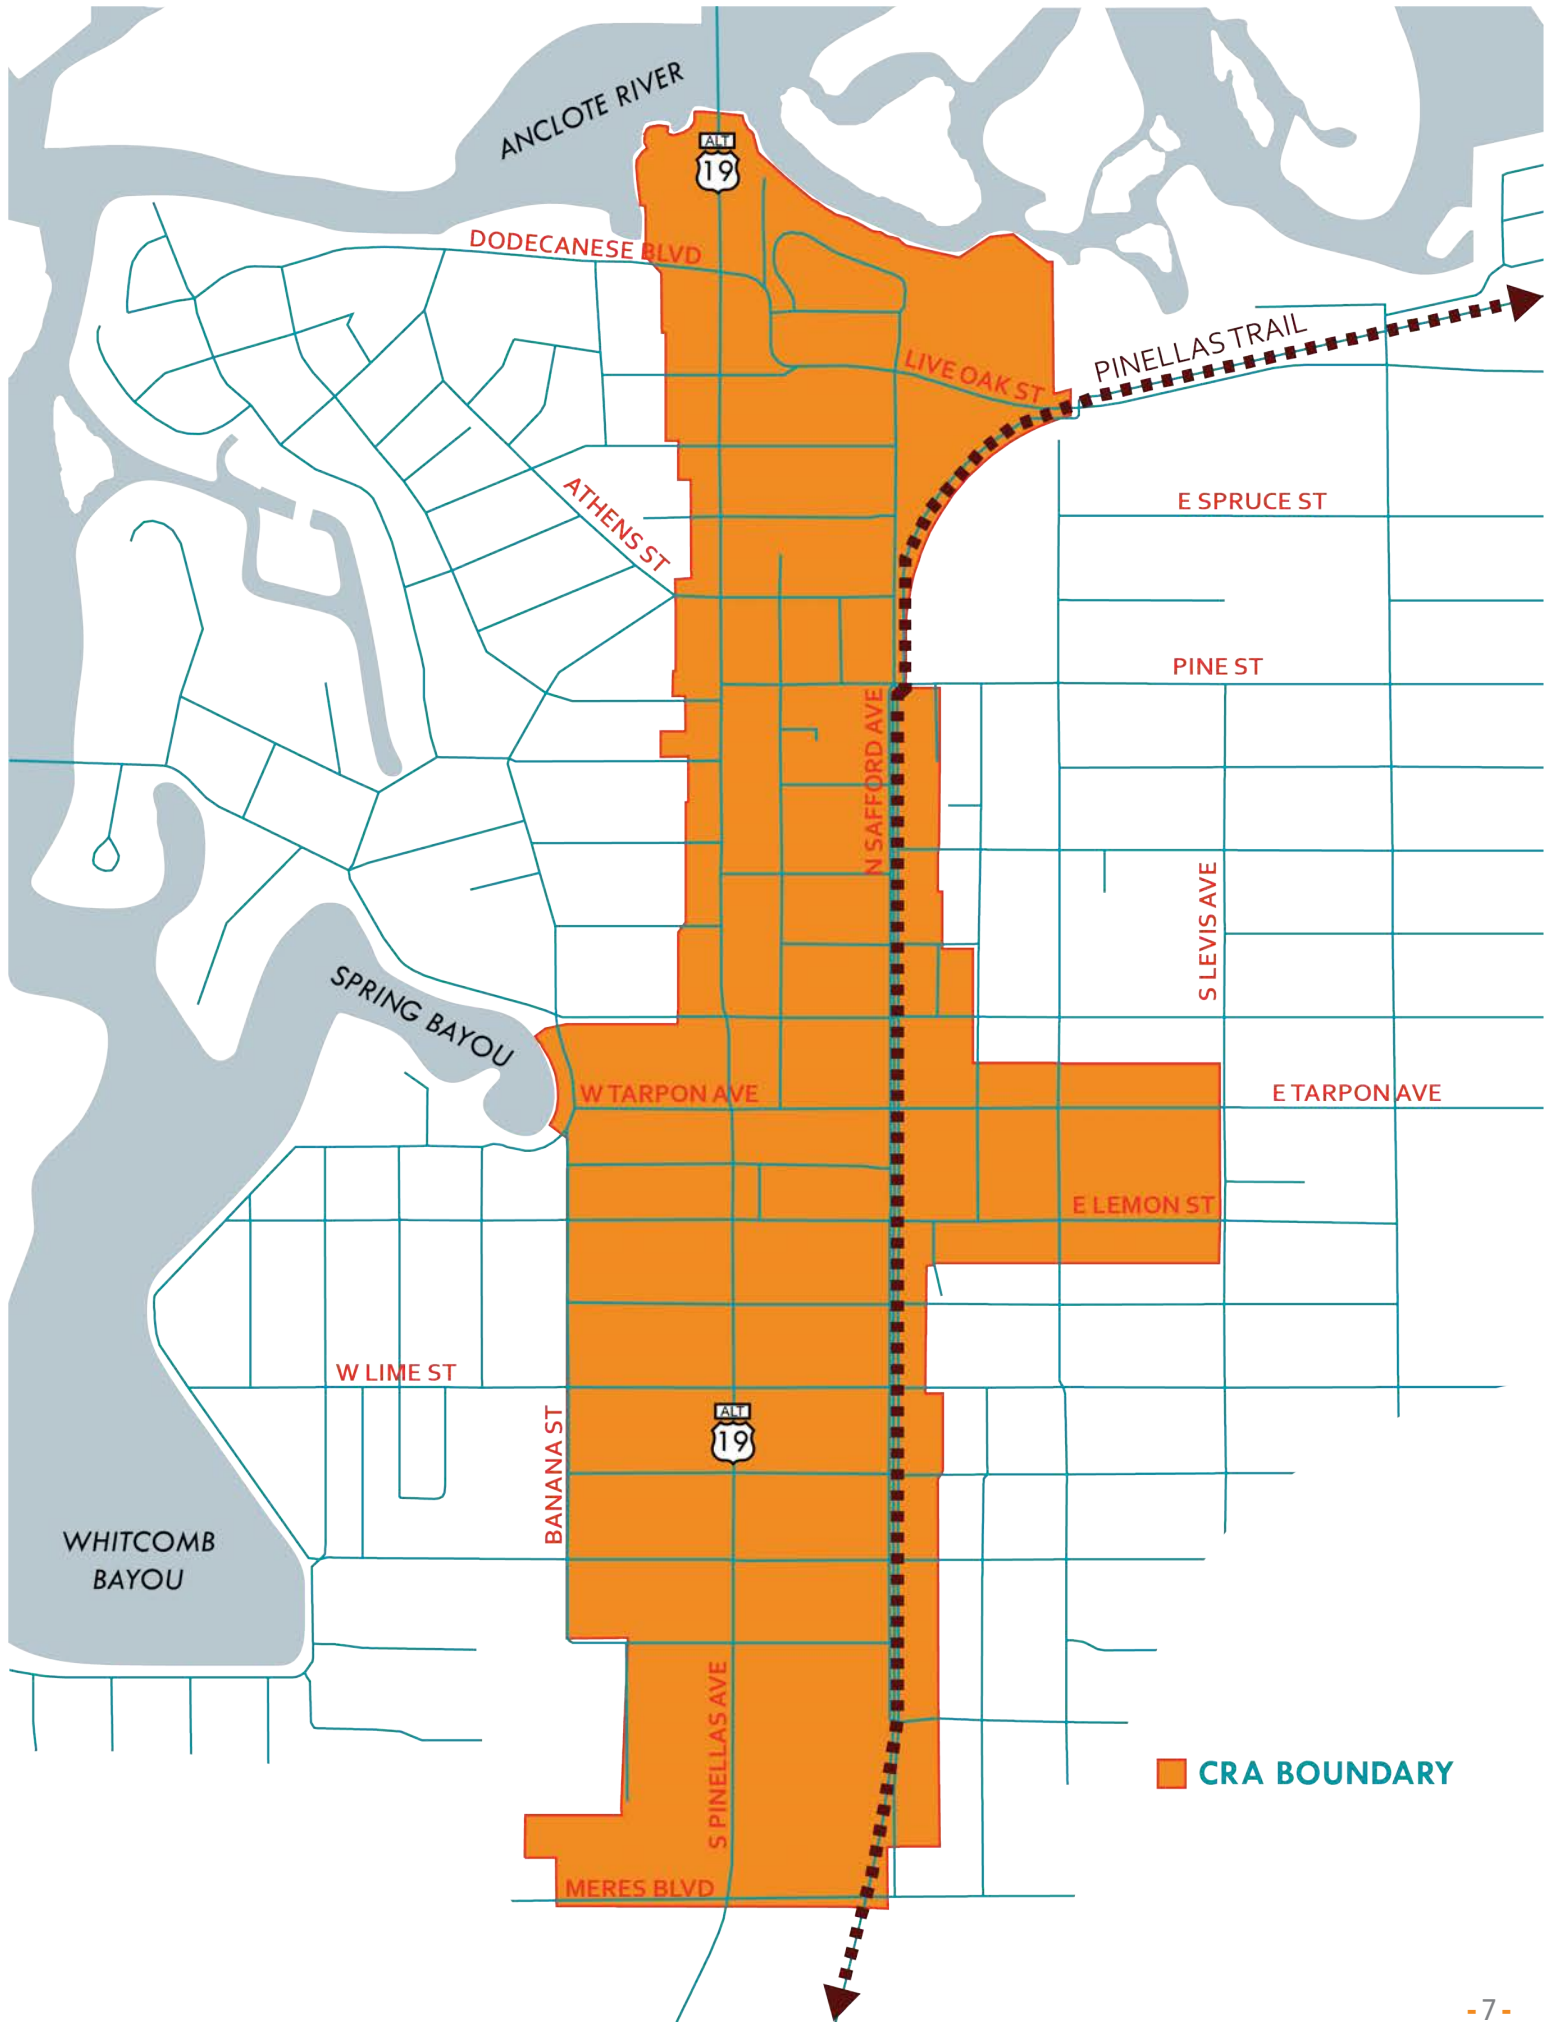 ANCLOTE RIVER
ALT
19
DODECANESE BLVD
PINELLAS TRAIL
LIVE OAK ST
ATHENS ST
E SPRUCE ST
PINE ST
N SAFFORD AVE
S LEVIS AVE
SPRING BAYOU
W TARPON AVE
E TARPON AVE
E LEMON ST
W LIME ST
ALT
19
BANANA ST
WHITCOMB
BAYOU
S PINELLAS AVE
CRA BOUNDARY
MERES BLVD
- 7 -